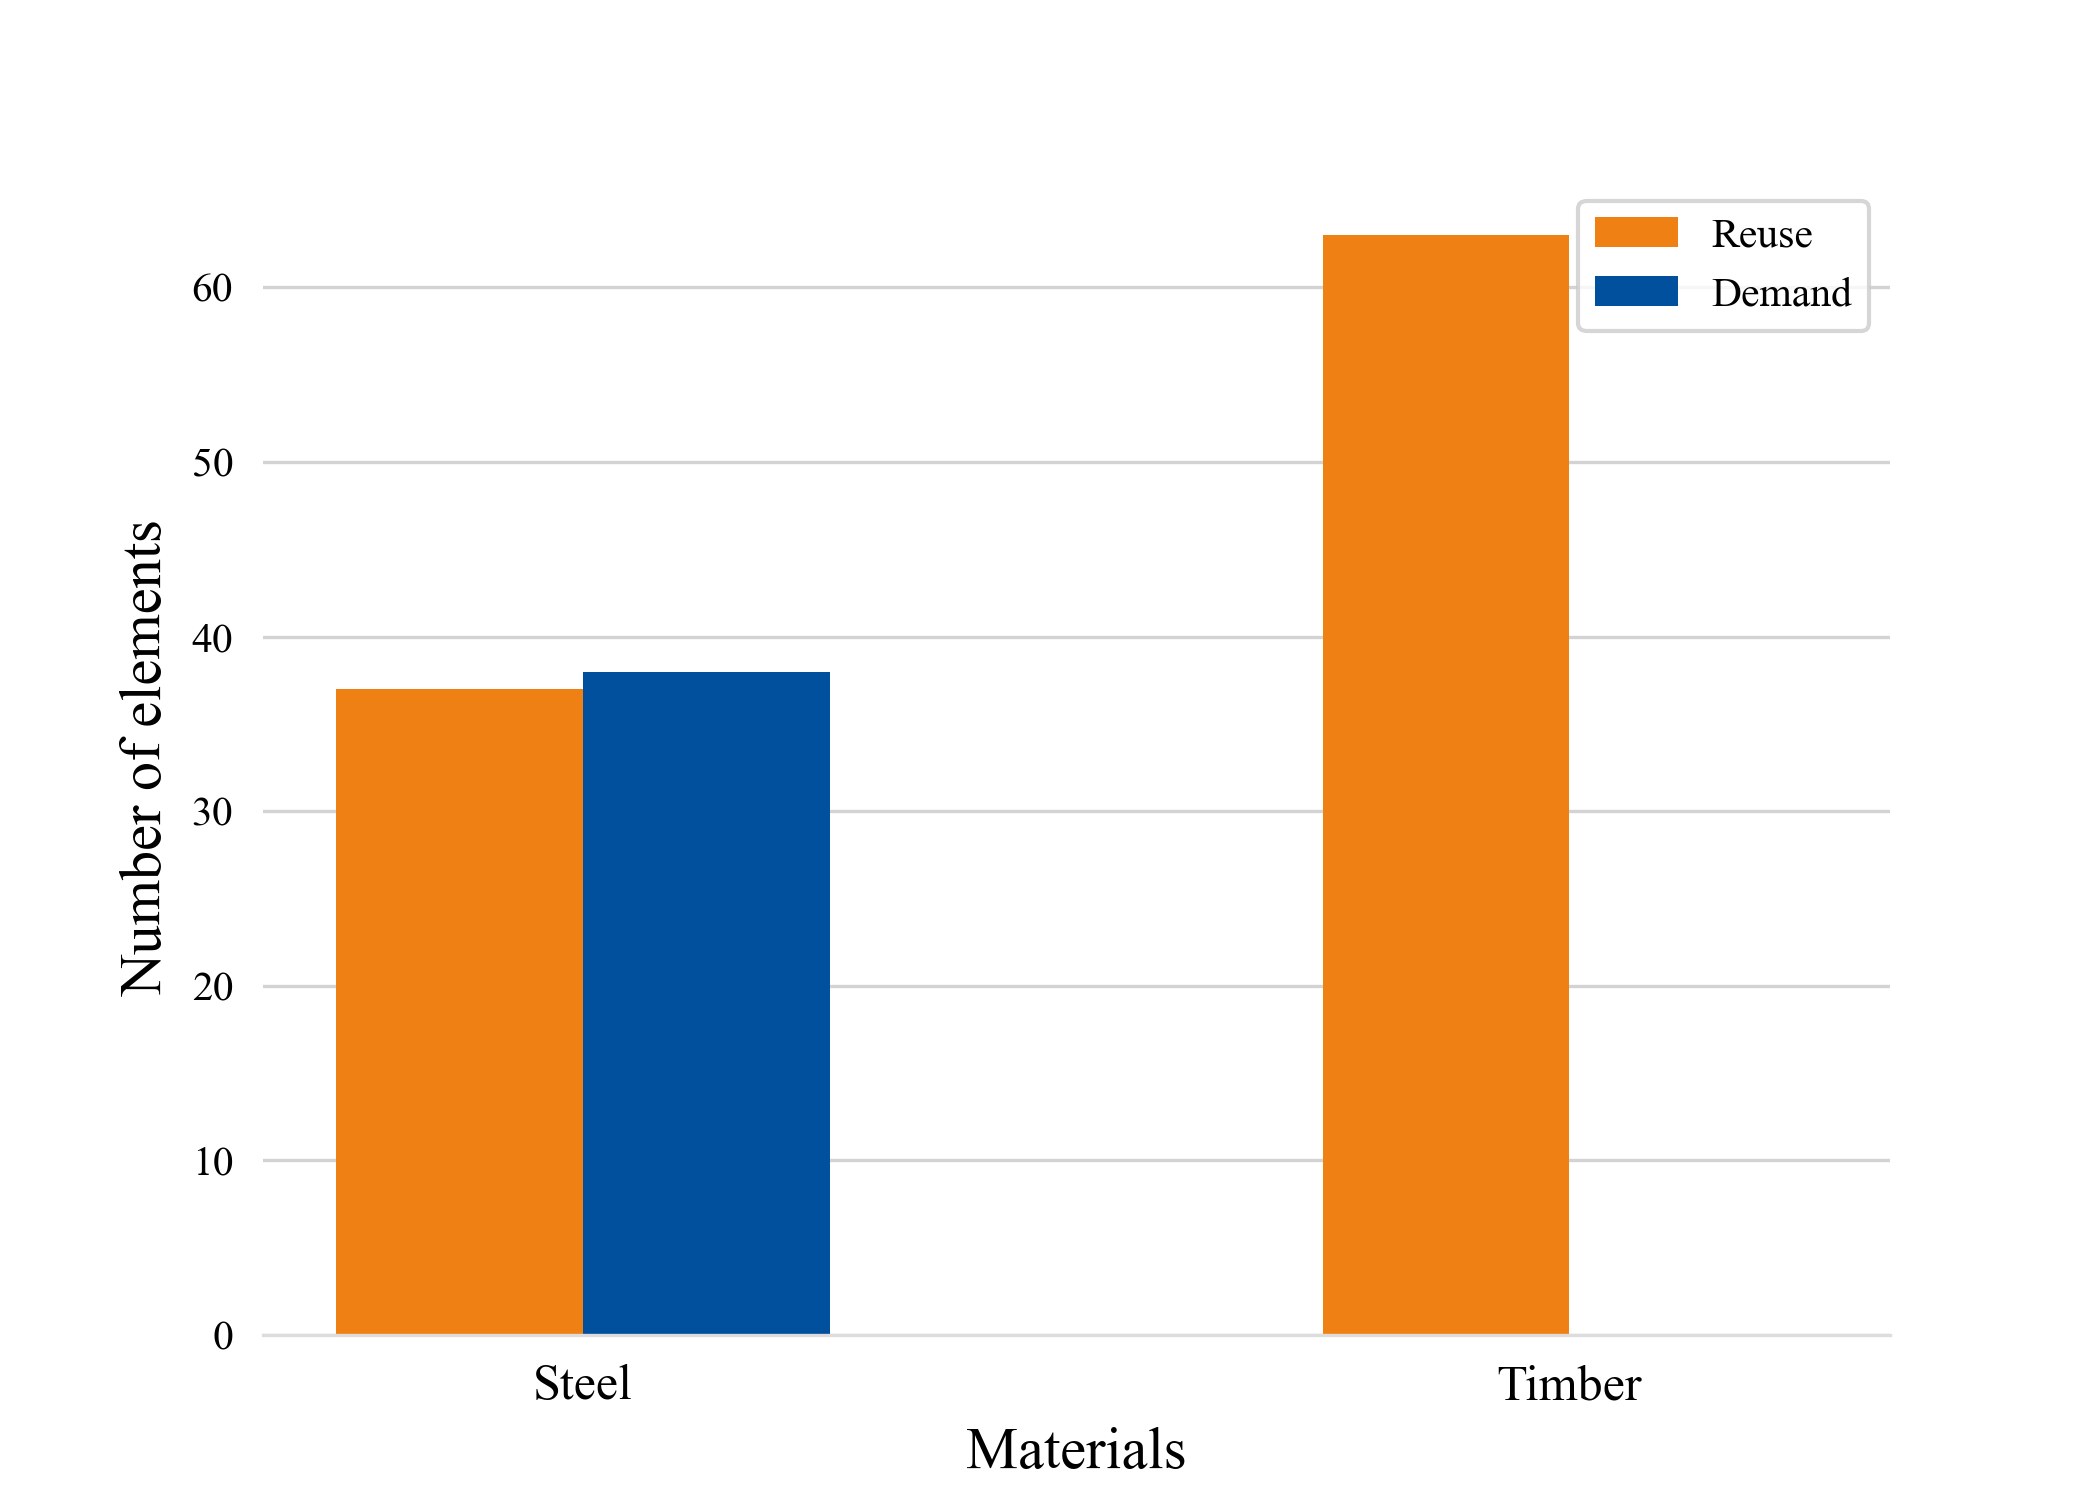 Reuse
Demand
60
50
40
30
20
10
0
Number of elements
Steel
Timber
Materials